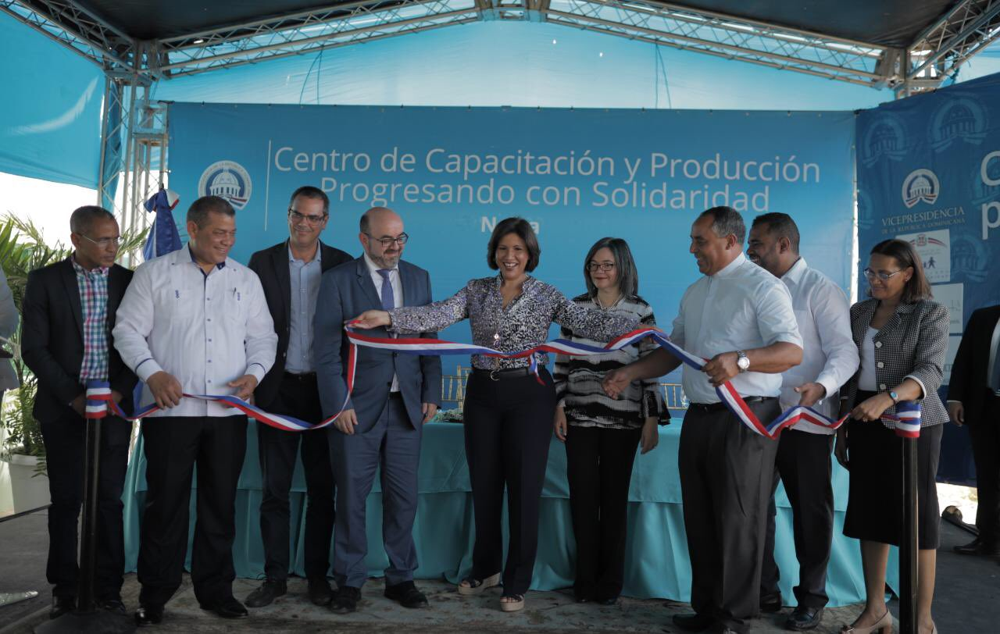 Centro de Capacitación y Producción
Progresando con Solidaridad
VICEPRESIDENCIA
DE LA REPÚBLICA DOMINICANA
C
p